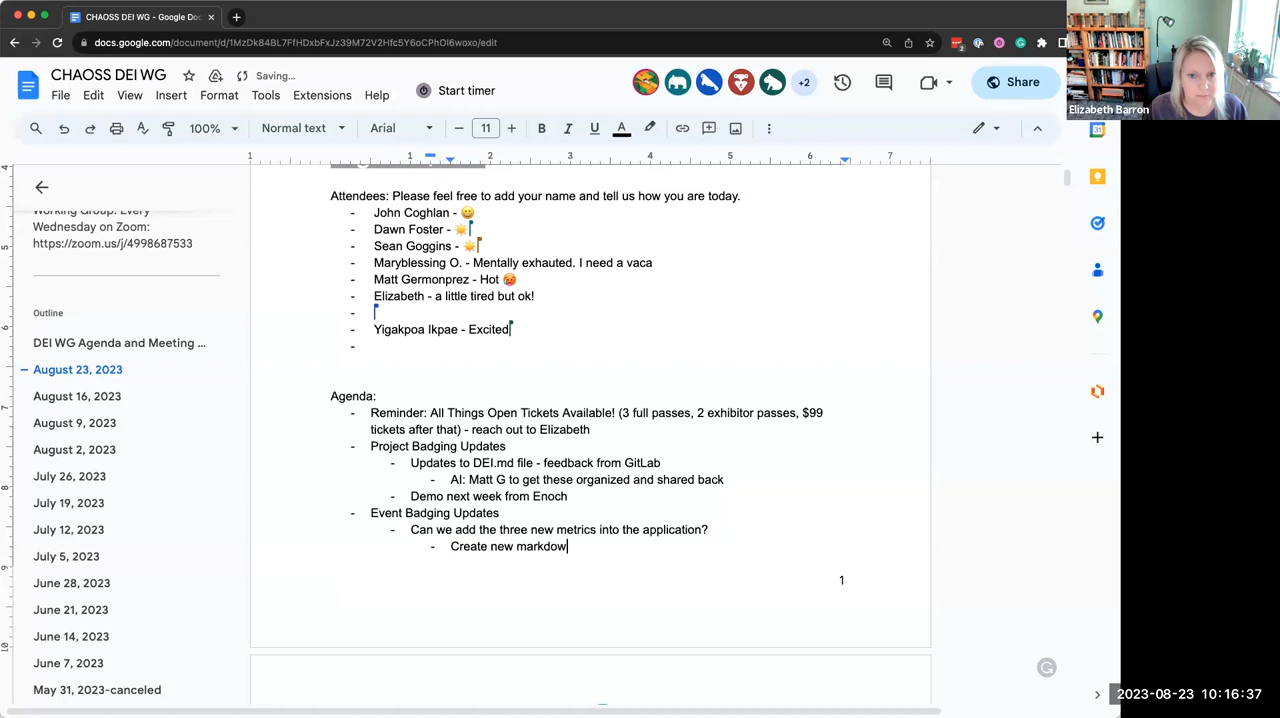 CHAOSS DEI WG - Google Doc
docs.google.com/document/d/1MzDk84BL7FfHDxbFxJz39M72V2Hfc5Y6oCPhOl6woxo/edit
Elizabeth Barron
CHAOSS DEI WG
Saving...
File Edit View Insert Format Tools Extensions Help
Start timer
+2
Share
100%
Normal text
Arial
11
B I U A
1 1 2 3 4 5 6 7
Working Group: Every
Wednesday on Zoom:
https://zoom.us/j/4998687533
Outline
DEI WG Agenda and Meeting ...
August 23, 2023
August 16, 2023
August 9, 2023
August 2, 2023
July 26, 2023
July 19, 2023
July 12, 2023
July 5, 2023
June 28, 2023
June 21, 2023
June 14, 2023
June 7, 2023
May 31, 2023-canceled
Attendees: Please feel free to add your name and tell us how you are today.
- John Coghlan - 😀
- Dawn Foster - ☀️
- Sean Goggins - ☀️
- Maryblessing O. - Mentally exhauted. I need a vaca
- Matt Germonprez - Hot 🥵
- Elizabeth - a little tired but ok!
-
- Yigakpoa Ikpae - Excited
-
Agenda:
- Reminder: All Things Open Tickets Available! (3 full passes, 2 exhibitor passes, $99
tickets after that) - reach out to Elizabeth
- Project Badging Updates
- Updates to DEI.md file - feedback from GitLab
- AI: Matt G to get these organized and shared back
- Demo next week from Enoch
- Event Badging Updates
- Can we add the three new metrics into the application?
- Create new markdow
1
2023-08-23 10:16:37